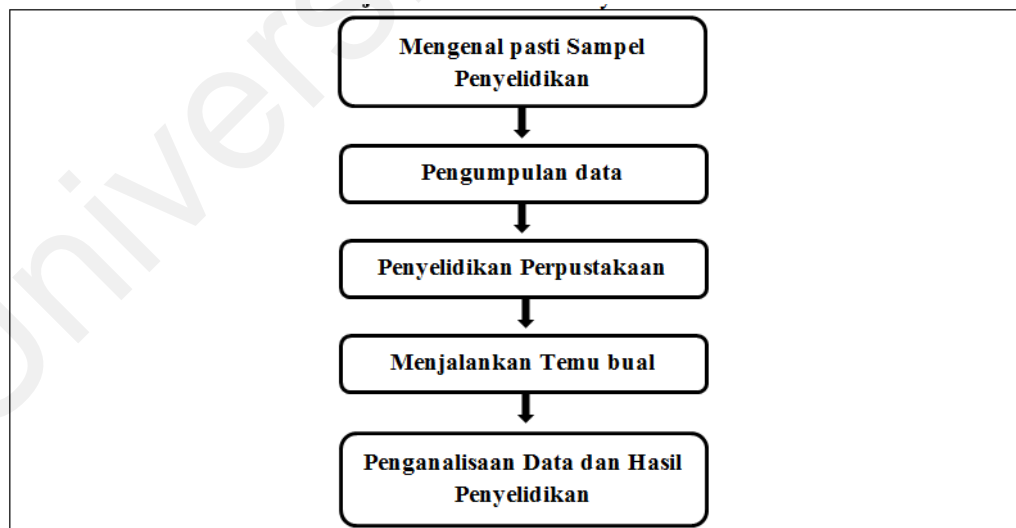 Mengenal pasti Sampel
Penyelidikan
Pengumpulan data
Penyelidikan Perpustakaan
Menjalankan Temu bual
Penganalisaan Data dan Hasil
Penyelidikan